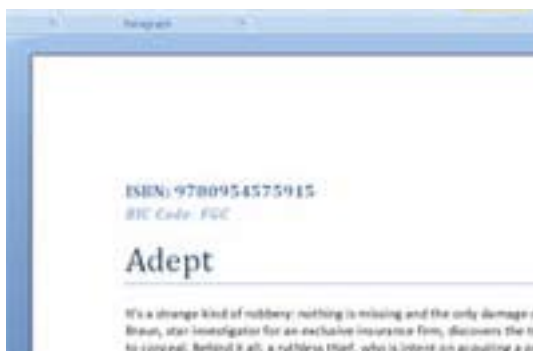 Paragraph
ISBN: 9780954575915
BIC Code: FGC
Adept
It's a strange kind of robbery: nothing is missing and the only damage
Braun, star investigator for an exclusive insurance firm, discovers the
to conceal. Behind it all, a ruthless thief, who is intent on acquiring a